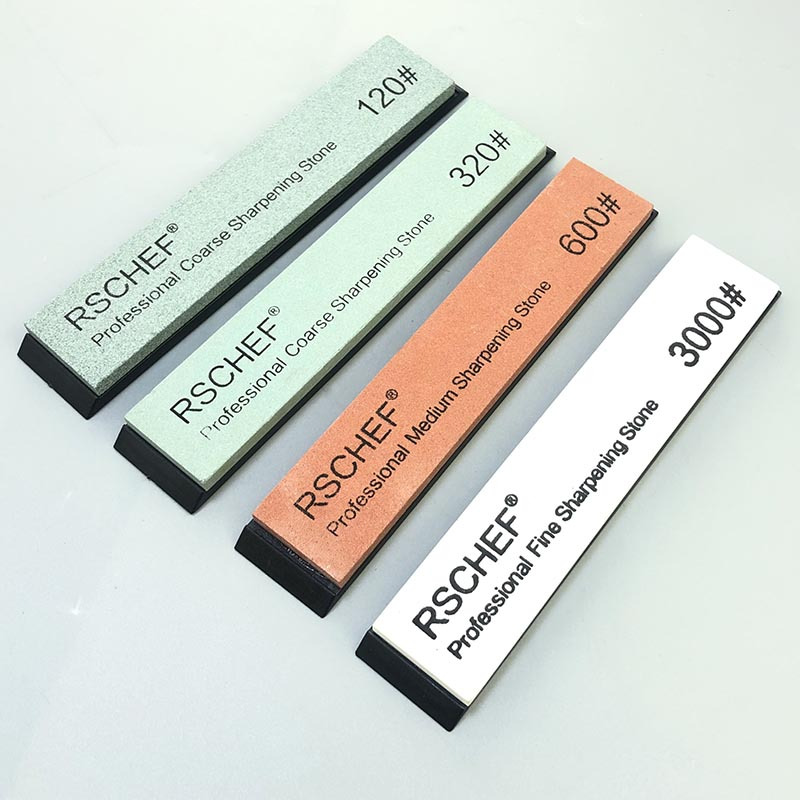 120#
RSCHEF®
Professional Coarse Sharpening Stone
320#
RSCHEF®
Professional Coarse Sharpening Stone
600#
RSCHEF®
Professional Medium Sharpening Stone
3000#
RSCHEF®
Professional Fine Sharpening Stone